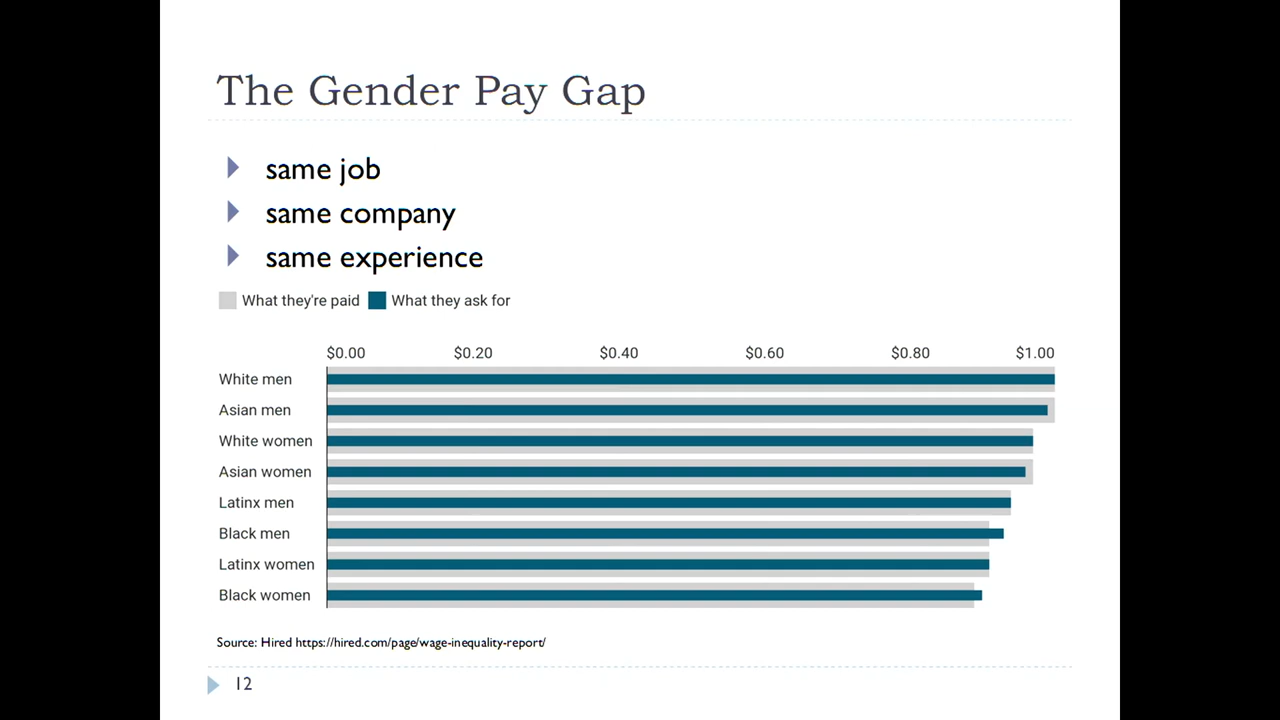 The Gender Pay Gap
same job
same company
same experience
What they're paid What they ask for
$0.00 $0.20 $0.40 $0.60 $0.80 $1.00
White men
Asian men
White women
Asian women
Latinx men
Black men
Latinx women
Black women
Source: Hired https://hired.com/page/wage-inequality-report/
12